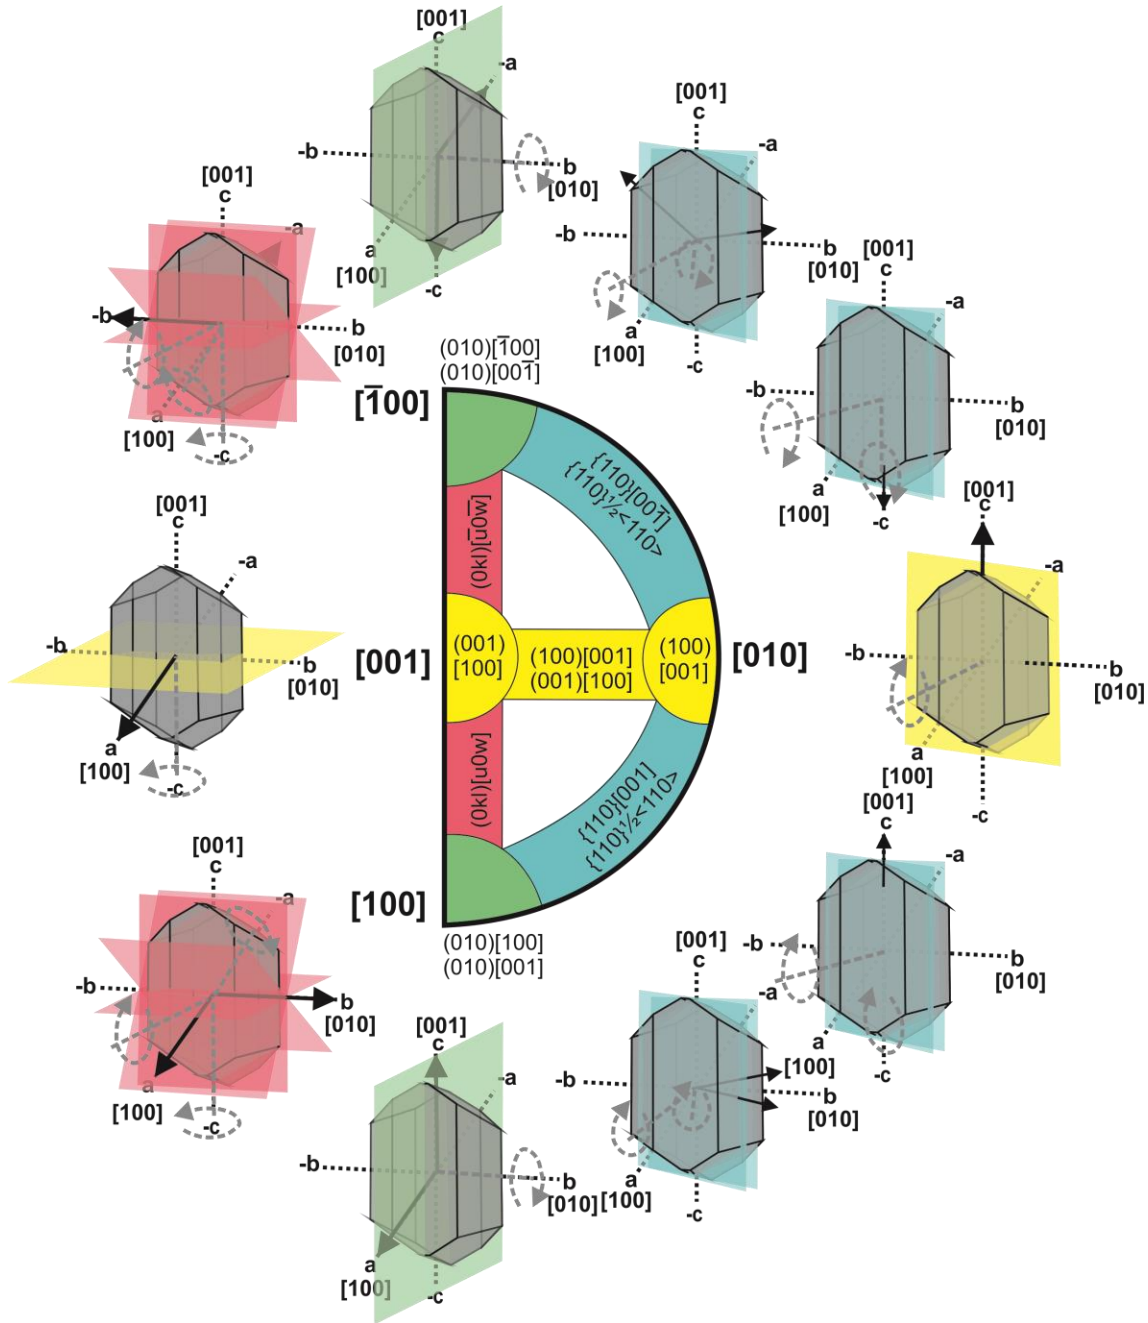 [001]
c
-a
-b
b
[010]
a
[100]
-c
[001]
c
-a
-b
b
[010]
a
[100]
-c
[001]
c
-a
-b
b
[010]
a
[100]
-c
[001]
c
-a
-b
b
[010]
a
[100]
-c
(010)[1̅00]
(010)[001̅]
[1̅00]
{110}[001̅]
{110}½<110>
(0kl)[u̅0w̅]
[001]
(001)
[100]
(100)[001]
(001)[100]
(100)
[001]
[010]
(0kl)[u0w]
{110}[001]
{110}½<110>
[100]
(010)[100]
(010)[001]
[001]
c
-a
-b
b
[010]
a
[100]
-c
[001]
c
-a
-b
b
[010]
a
[100]
-c
[001]
c
-a
-b
b
[010]
a
[100]
-c
[001]
c
-a
-b
b
[010]
a
[100]
-c
[001]
c
-a
-b
b
[010]
a
[100]
-c
[001]
c
-a
-b
b
[010]
a
[100]
-c